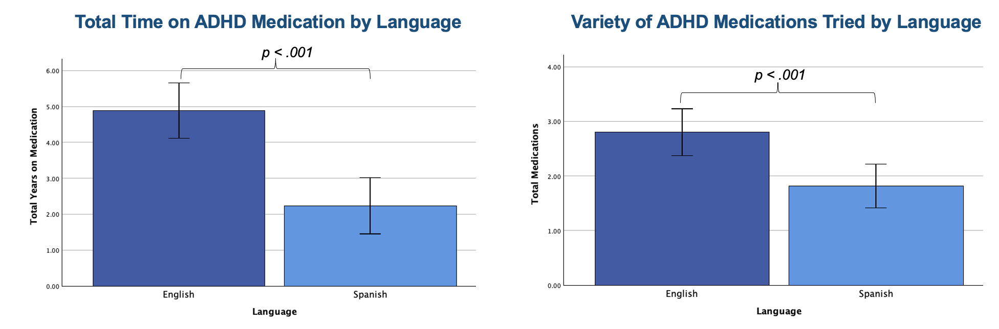 Total Time on ADHD Medication by Language
p < .001
6.00
5.00
4.00
3.00
2.00
1.00
0.00
Total Years on Medication
English
Spanish
Language
Variety of ADHD Medications Tried by Language
p < .001
4.00
3.00
2.00
1.00
0.00
Total Medications
English
Spanish
Language